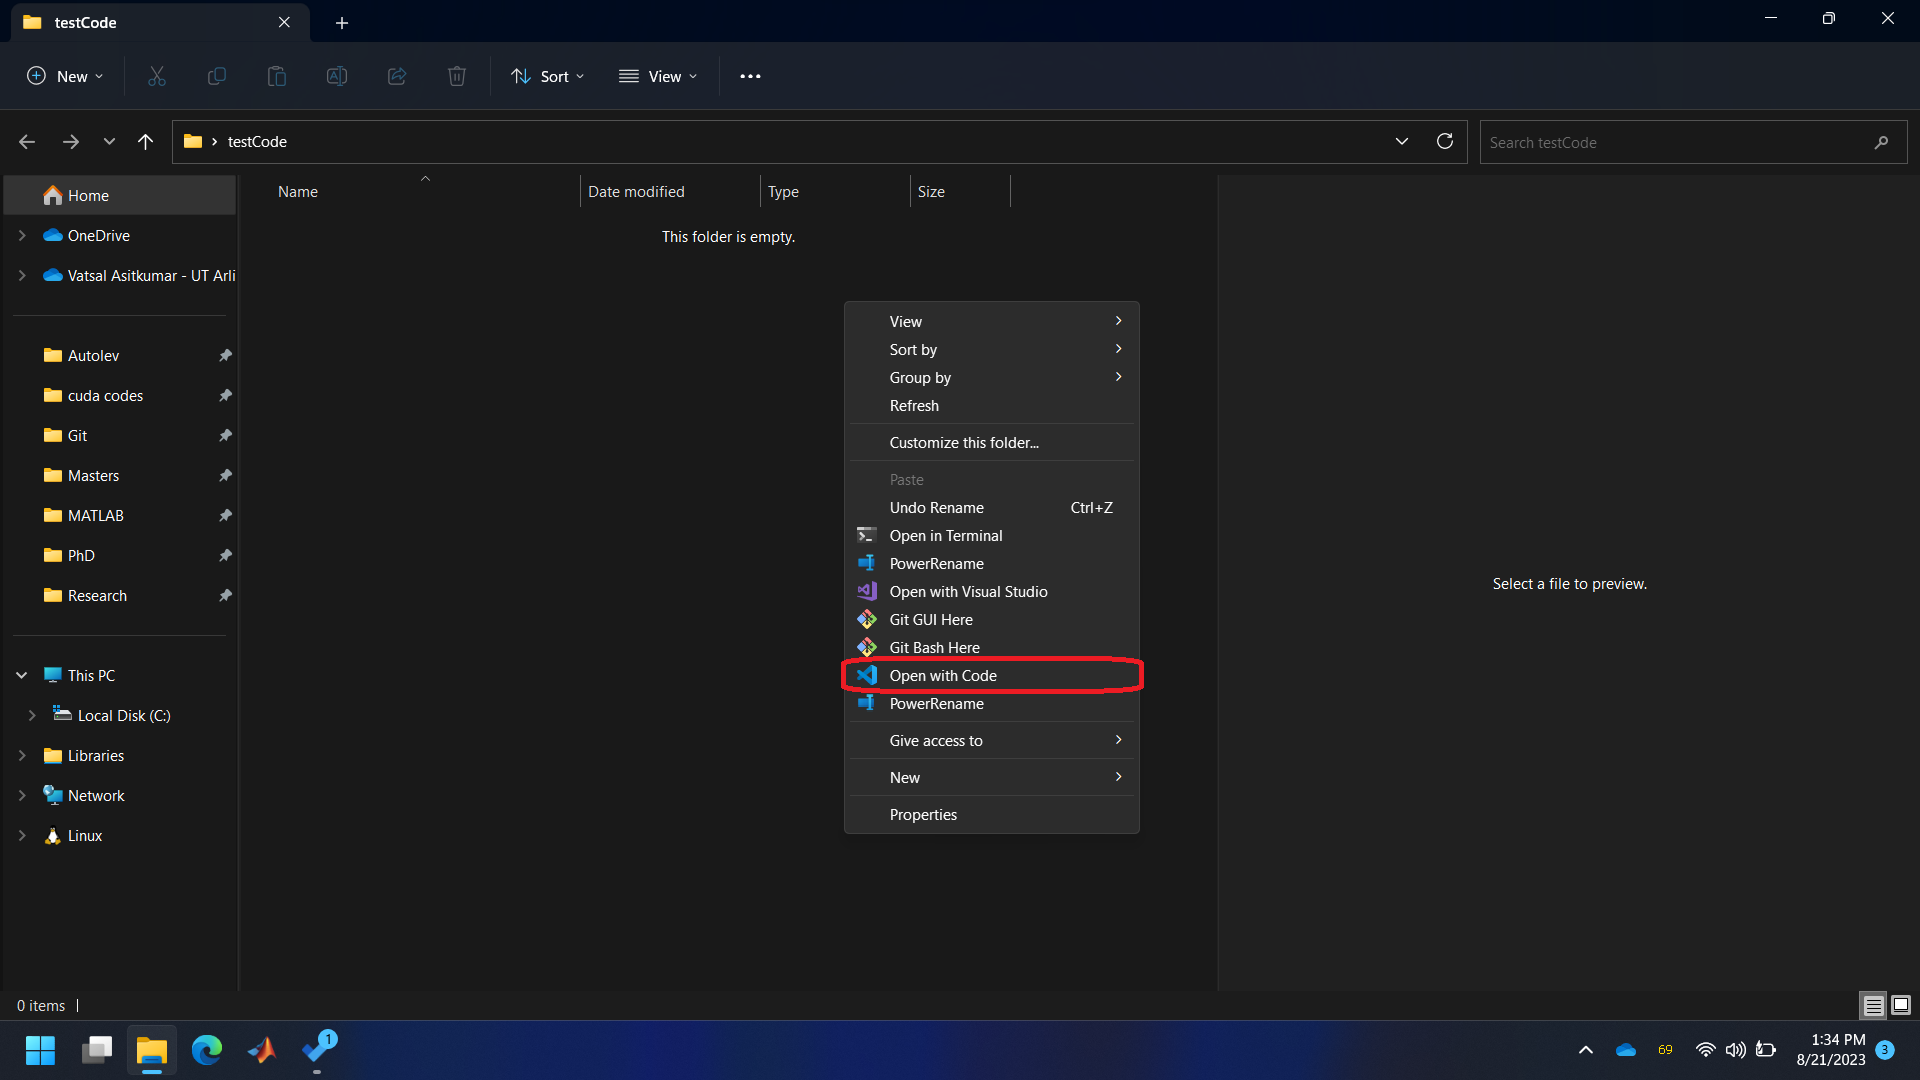 testCode
New
Sort
View
testCode
Search testCode
Name
Date modified
Type
Size
This folder is empty.
Home
OneDrive
Vatsal Asitkumar - UT Arli
Autolev
cuda codes
Git
Masters
MATLAB
PhD
Research
This PC
Local Disk (C:)
Libraries
Network
Linux
View
Sort by
Group by
Refresh
Customize this folder...
Paste
Undo Rename Ctrl+Z
Open in Terminal
PowerRename
Open with Visual Studio
Git GUI Here
Git Bash Here
Open with Code
PowerRename
Give access to
New
Properties
Select a file to preview.
0 items
1
69
1:34 PM
8/21/2023
3